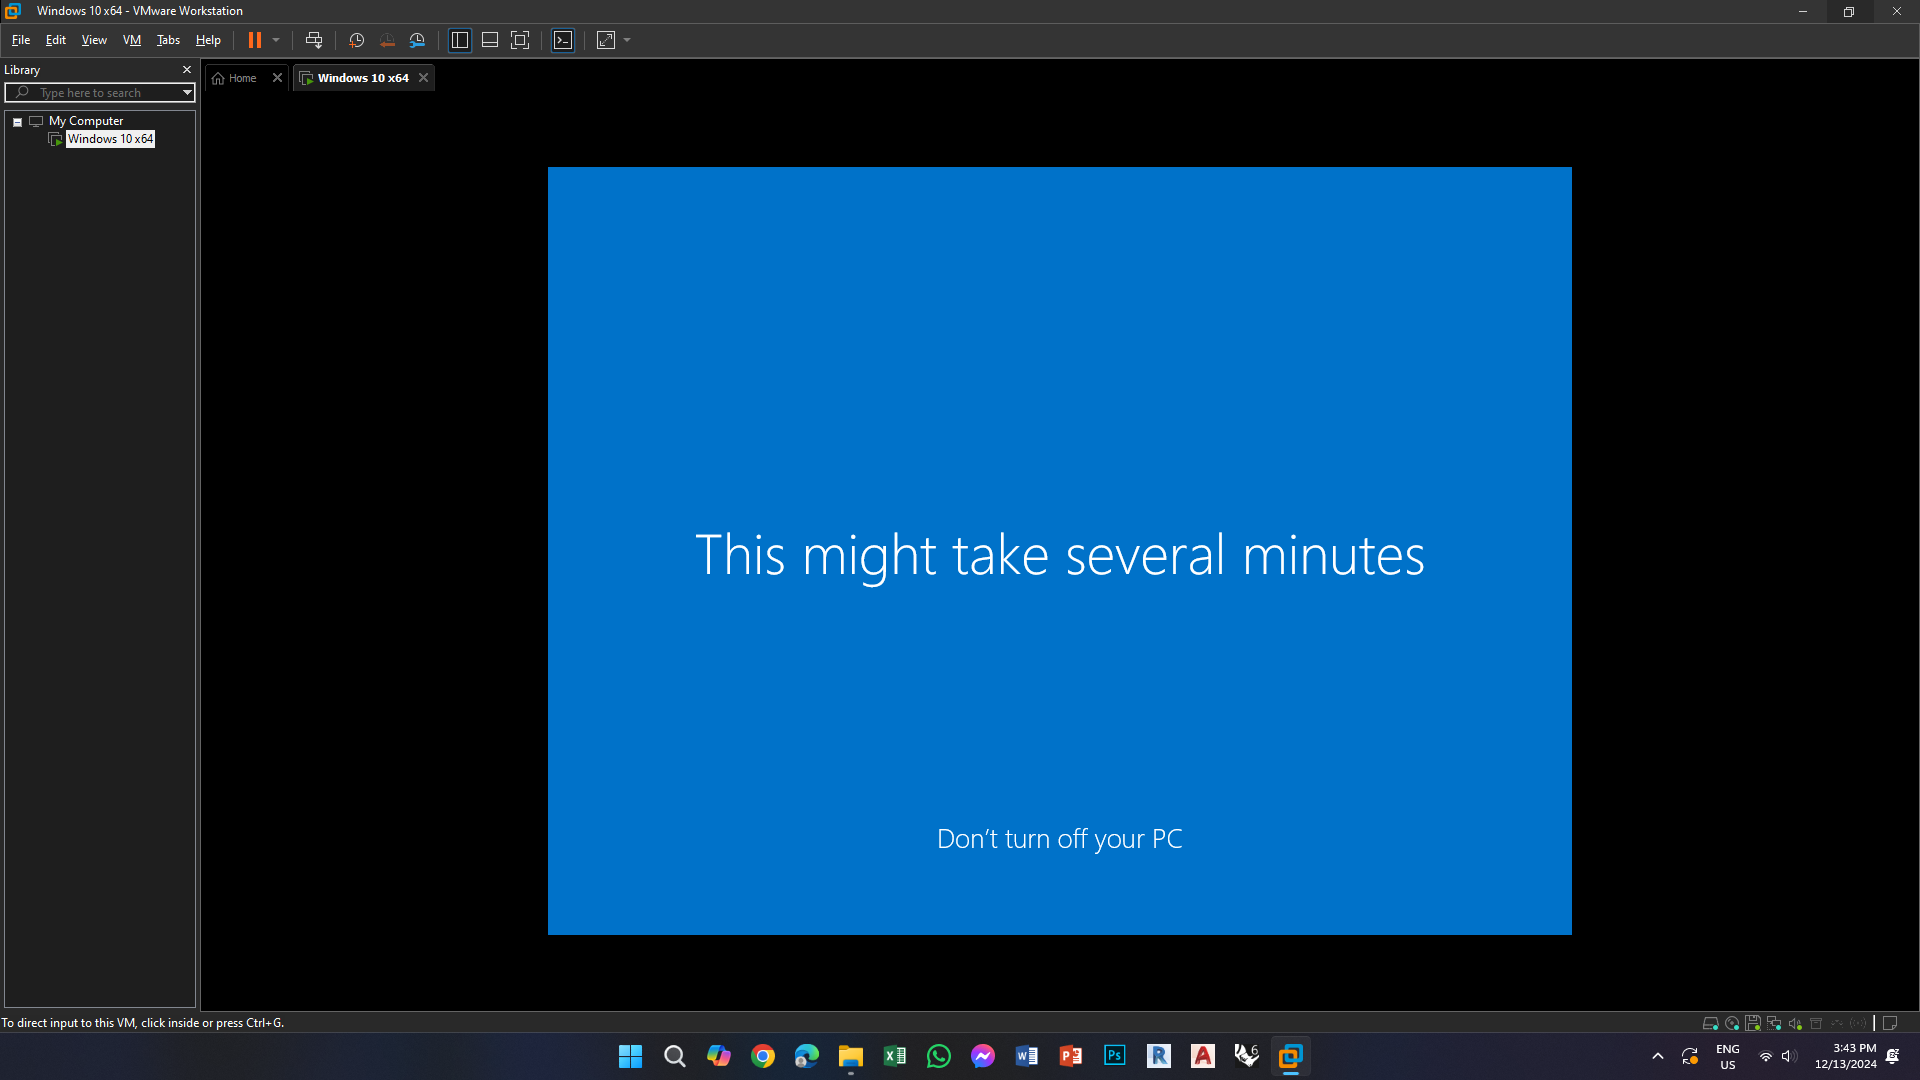 Windows 10 x64 - VMware Workstation
File Edit View VM Tabs Help
Library
Type here to search
My Computer
Windows 10 x64
Home
Windows 10 x64
This might take several minutes
Don't turn off your PC
To direct input to this VM, click inside or press Ctrl+G.
ENG
US
3:43 PM
12/13/2024